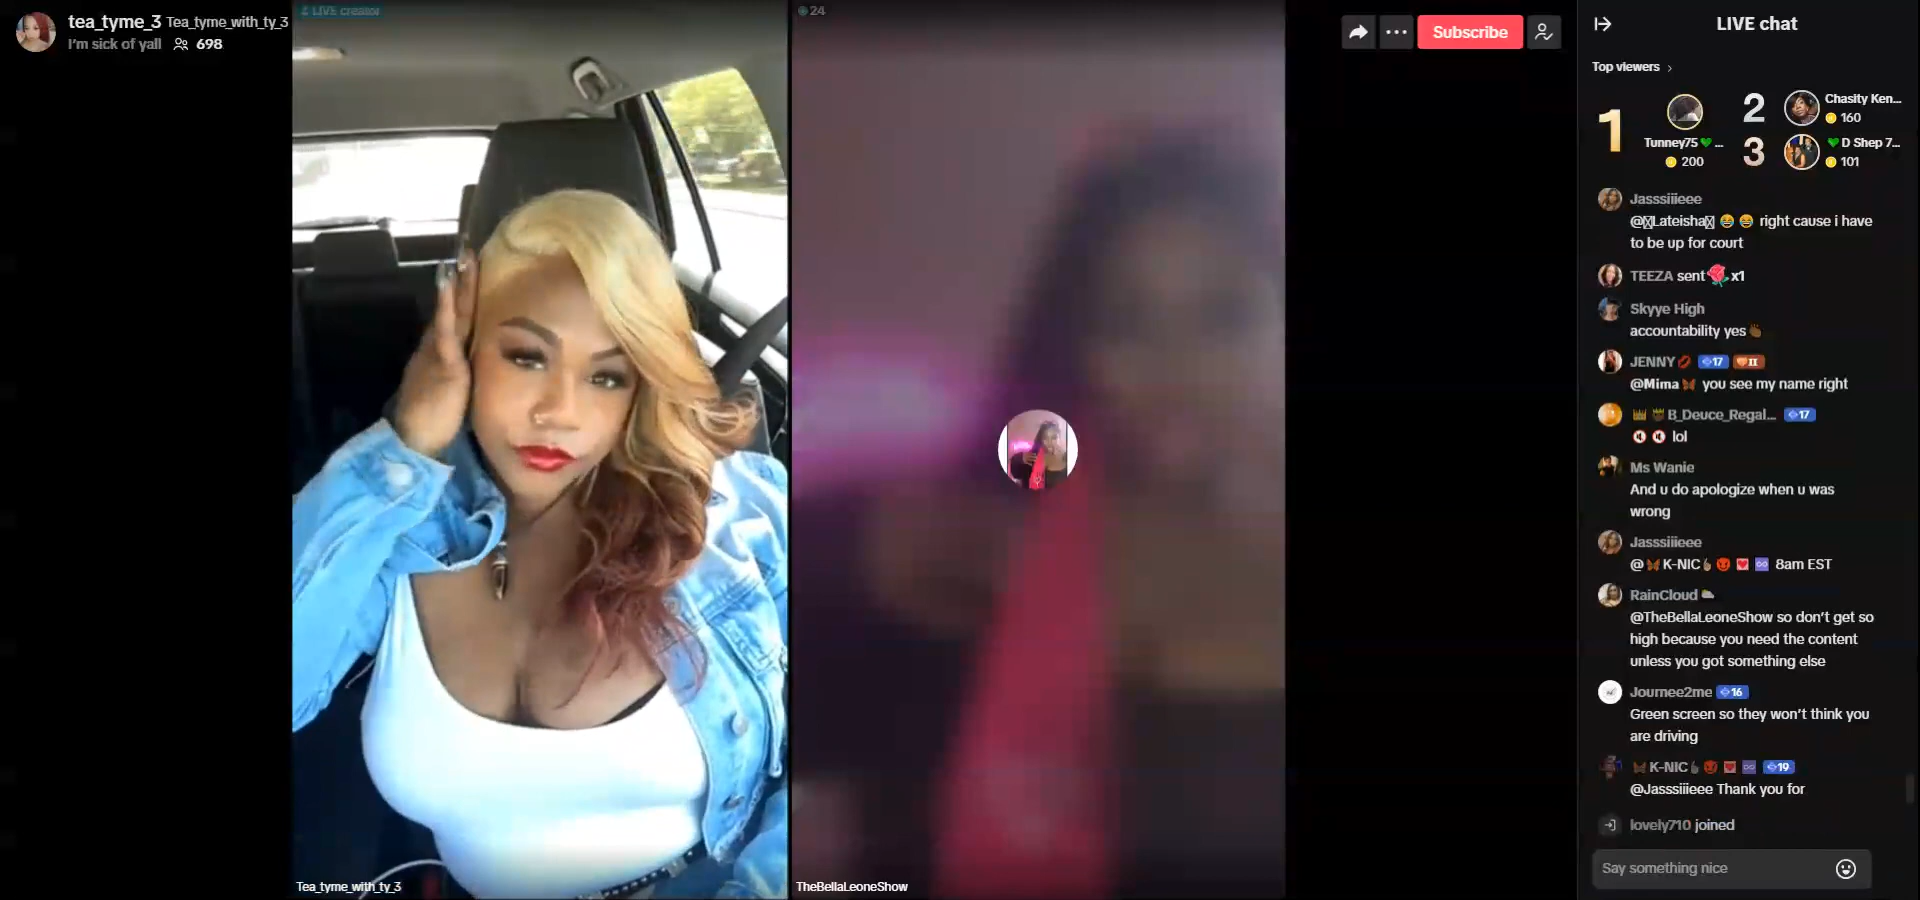 tea_tyme_3 Tea_tyme_with_ty_3
I'm sick of yall 698
LIVE creator
24
Subscribe
LIVE chat
Top viewers
1
Tunney75 💚 ...
200
2
Chasity Ken...
160
3
💚 D Shep 7...
101
Jasssiiieee
@Lateisha 😂 😂 right cause i have
to be up for court
TEEZA sent 🌹 x1
Skyye High
accountability yes
JENNY 💋 17 II
@Mima 🦋 you see my name right
B_Deuce_Regal... 17
lol
Ms Wanie
And u do apologize when u was
wrong
Jasssiiieee
@ 🦋 K-NIC 8am EST
RainCloud
@TheBellaLeoneShow so don't get so
high because you need the content
unless you got something else
Journee2me 16
Green screen so they won't think you
are driving
🦋 K-NIC 19
@Jasssiiieee Thank you for
lovely710 joined
Say something nice
Tea_tyme_with_ty_3
TheBellaLeoneShow